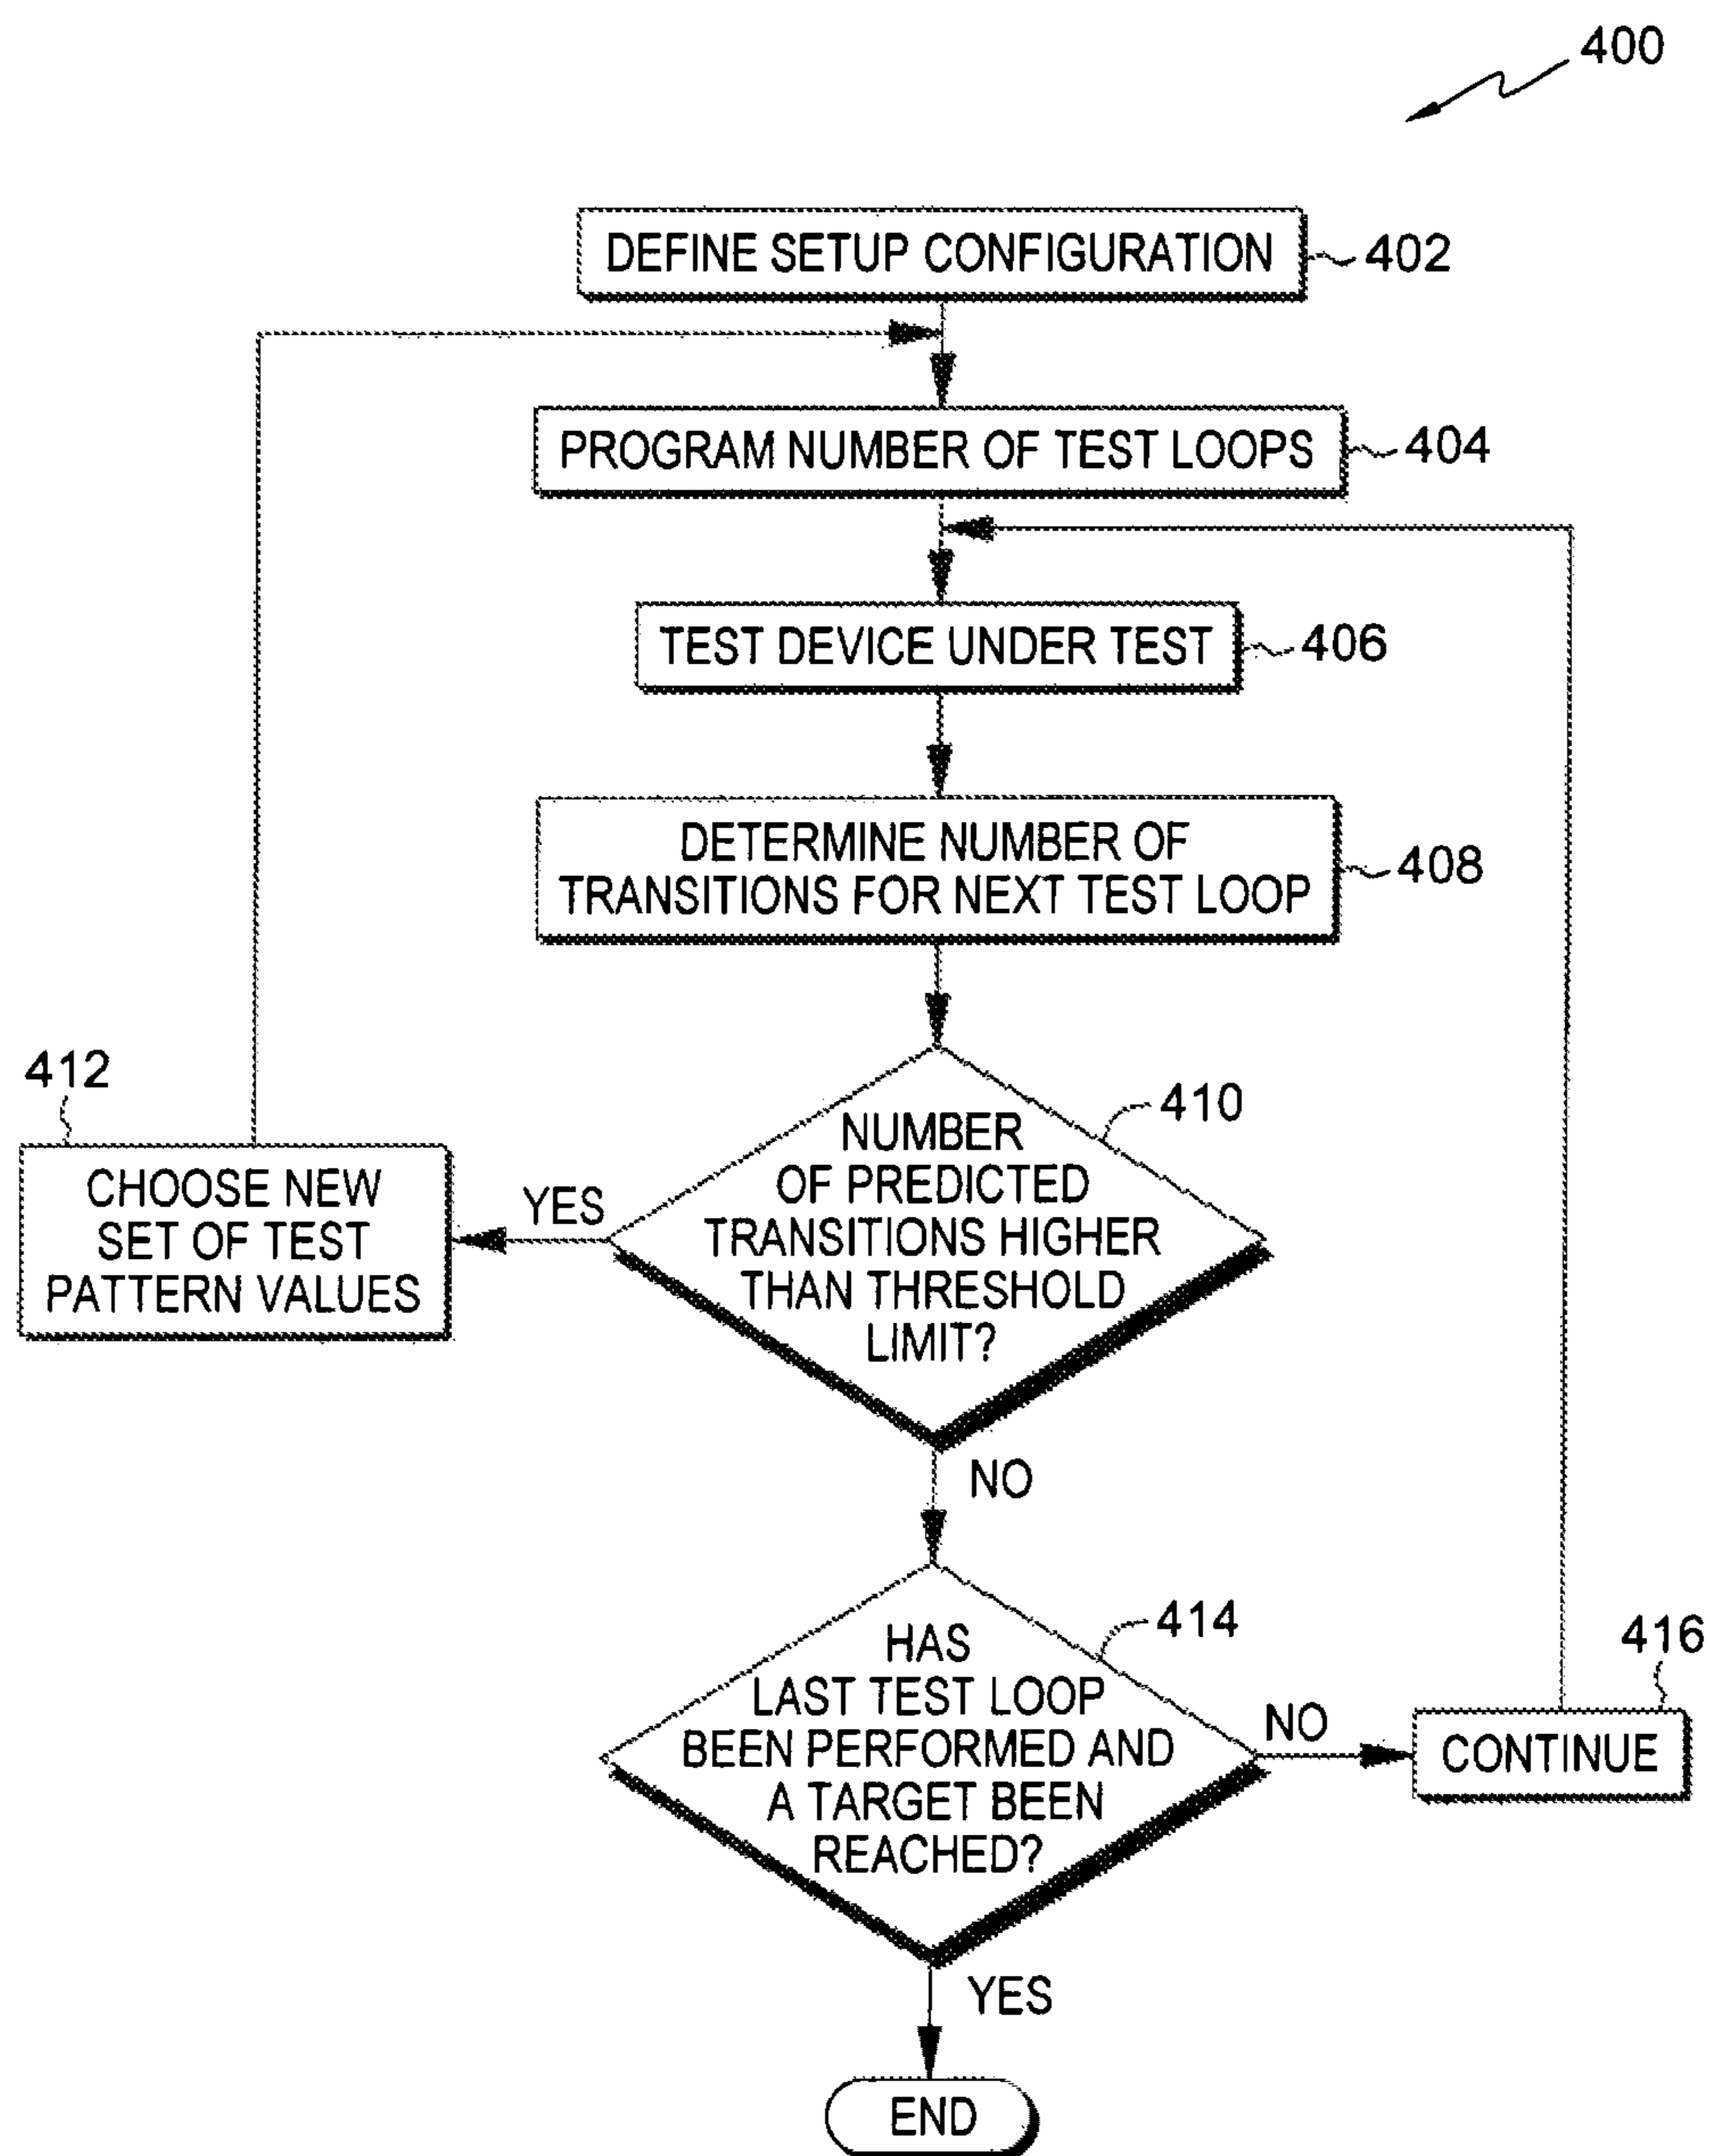 400
DEFINE SETUP CONFIGURATION
402
PROGRAM NUMBER OF TEST LOOPS
404
TEST DEVICE UNDER TEST
406
DETERMINE NUMBER OF
TRANSITIONS FOR NEXT TEST LOOP
408
NUMBER
OF PREDICTED
TRANSITIONS HIGHER
THAN THRESHOLD
LIMIT?
410
YES
412
CHOOSE NEW
SET OF TEST
PATTERN VALUES
NO
HAS
LAST TEST LOOP
BEEN PERFORMED AND
A TARGET BEEN
REACHED?
414
NO
416
CONTINUE
YES
END